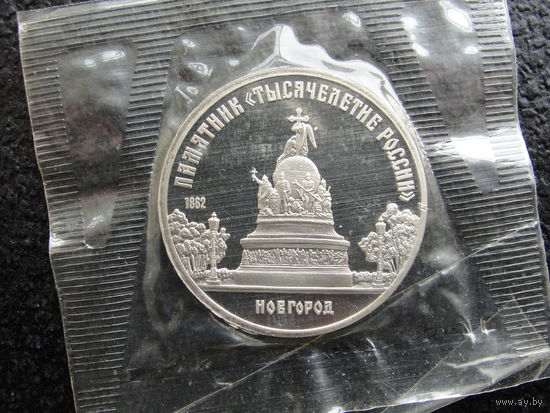 ПАМЯТНИК «ТЫСЯЧЕЛЕТИЕ РОССИИ»
1862
НОВГОРОД
www.ay.by